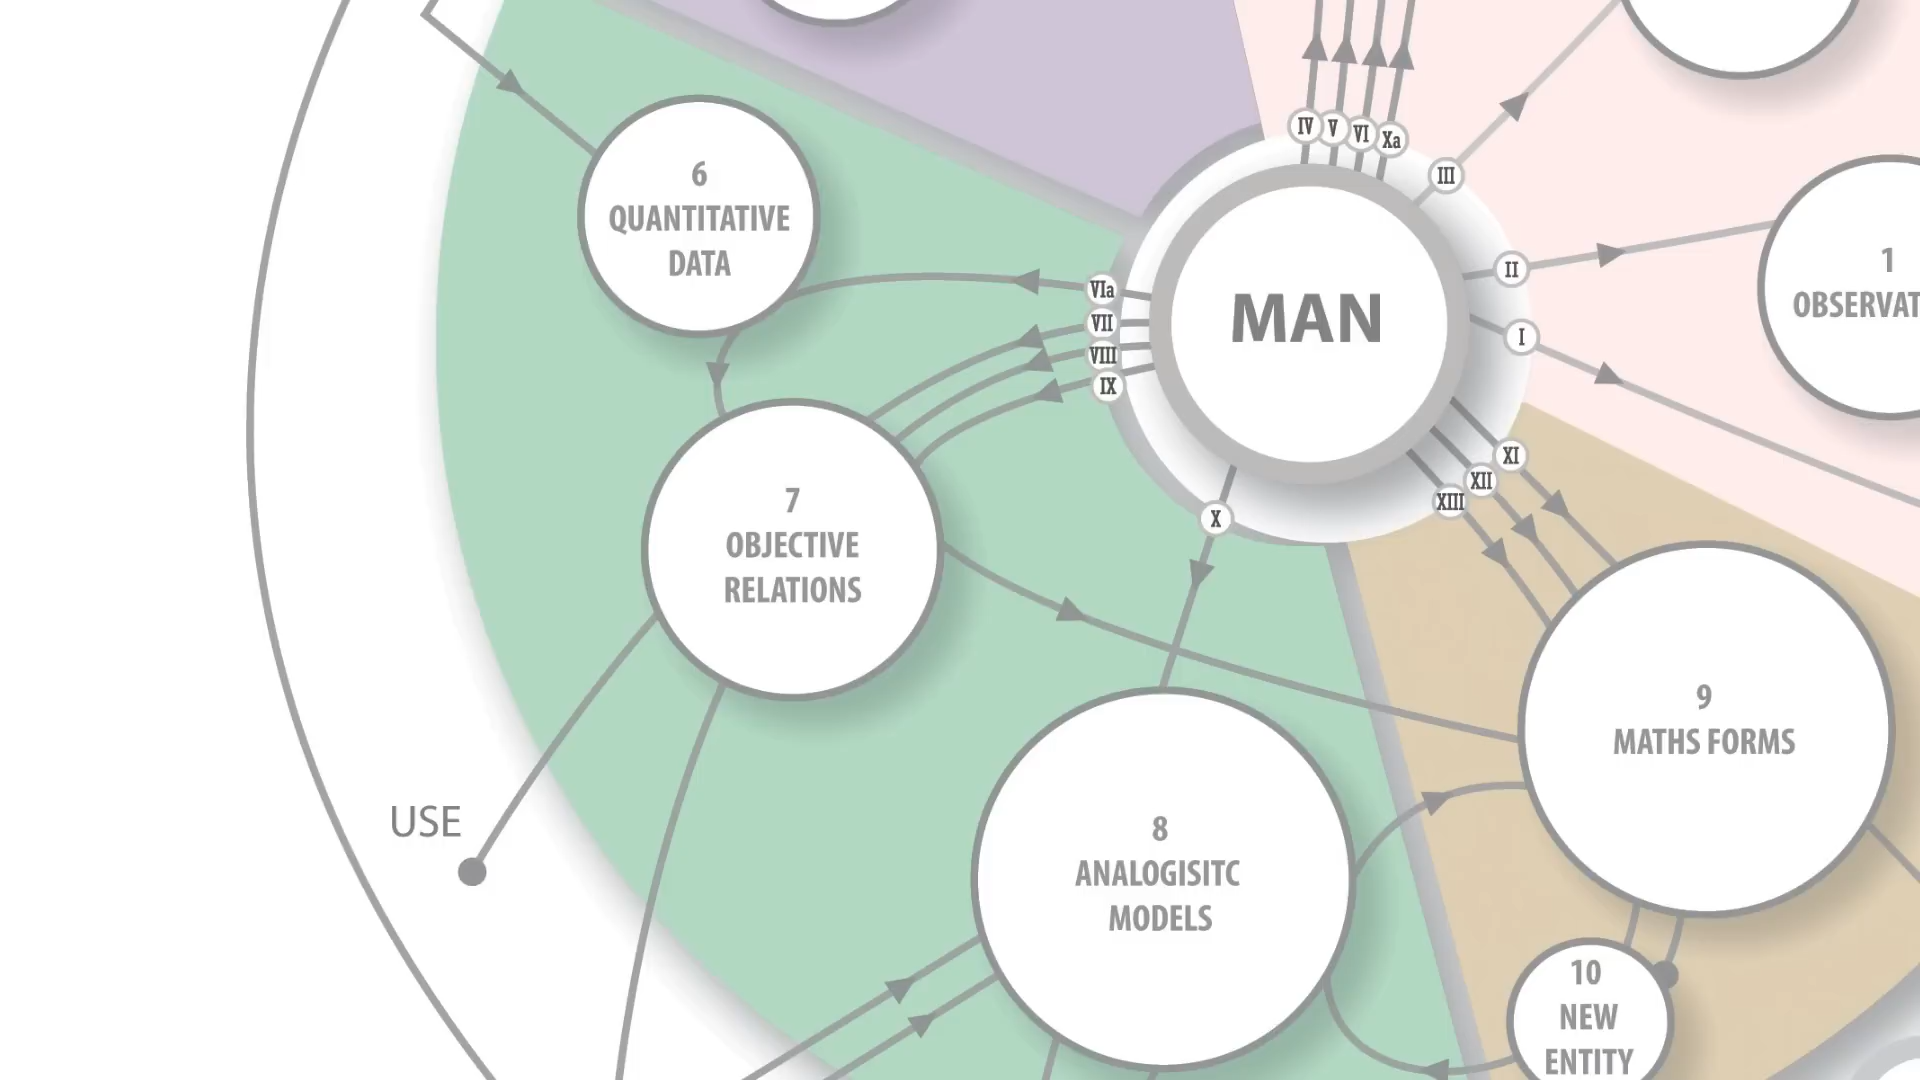 IV
V
VI
Xa
III
6
QUANTITATIVE
DATA
II
1
OBSERVAT
VIa
VII
VIII
IX
MAN
I
XI
XII
XIII
X
7
OBJECTIVE
RELATIONS
9
MATHS FORMS
USE
8
ANALOGISITC
MODELS
10
NEW
ENTITY